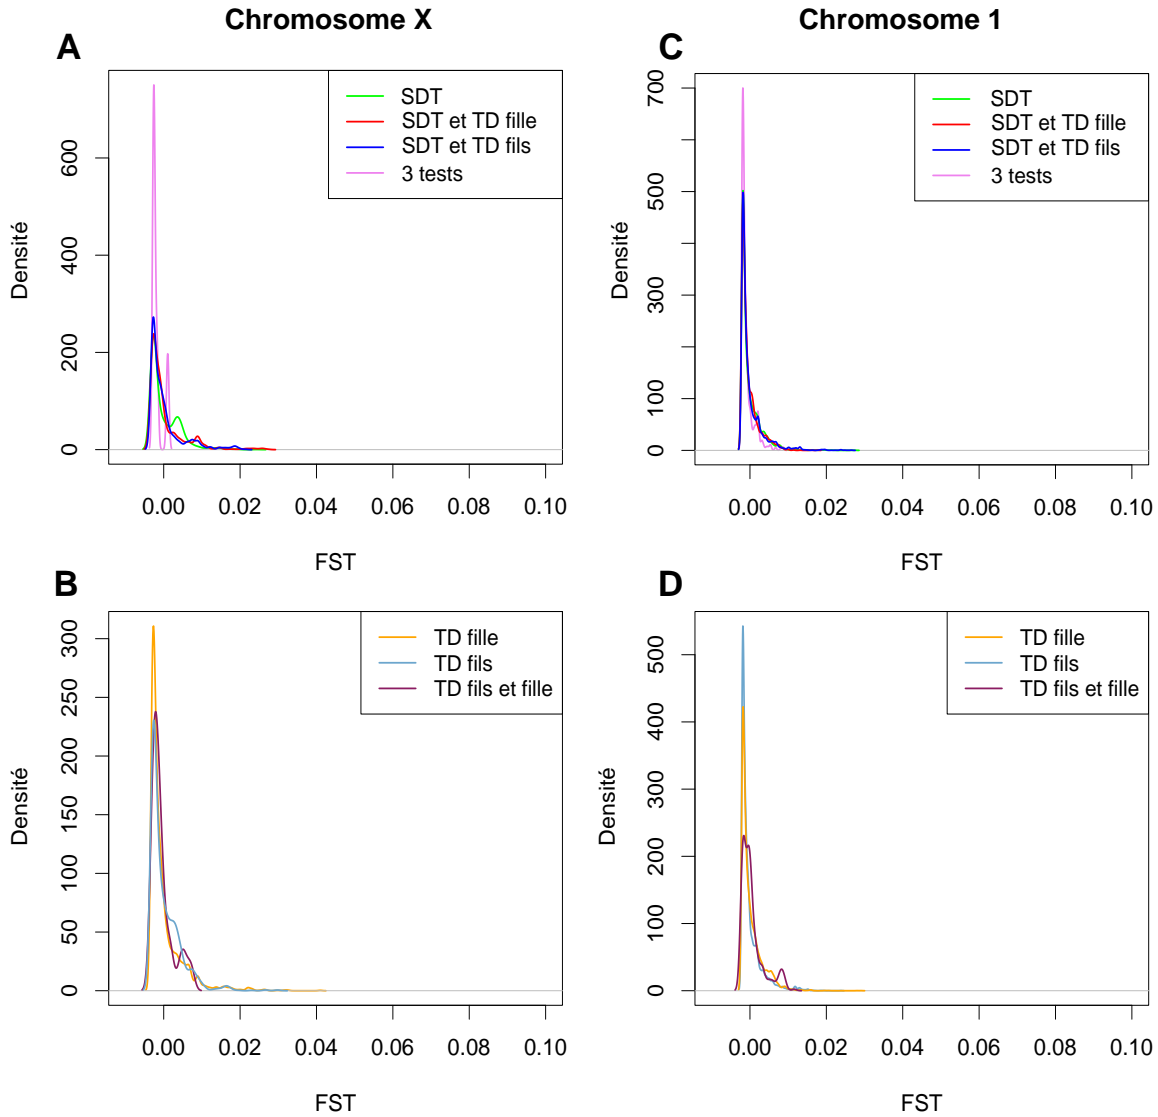 Chromosome X
A
SDT
SDT et TD fille
SDT et TD fils
3 tests
Densité
0
200
400
600
0.00 0.02 0.04 0.06 0.08 0.10
FST
Chromosome 1
C
SDT
SDT et TD fille
SDT et TD fils
3 tests
Densité
0
100
300
500
700
0.00 0.02 0.04 0.06 0.08 0.10
FST
B
TD fille
TD fils
TD fils et fille
Densité
0
50
100
150
200
250
300
0.00 0.02 0.04 0.06 0.08 0.10
FST
D
TD fille
TD fils
TD fils et fille
Densité
0
100
200
300
400
500
0.00 0.02 0.04 0.06 0.08 0.10
FST